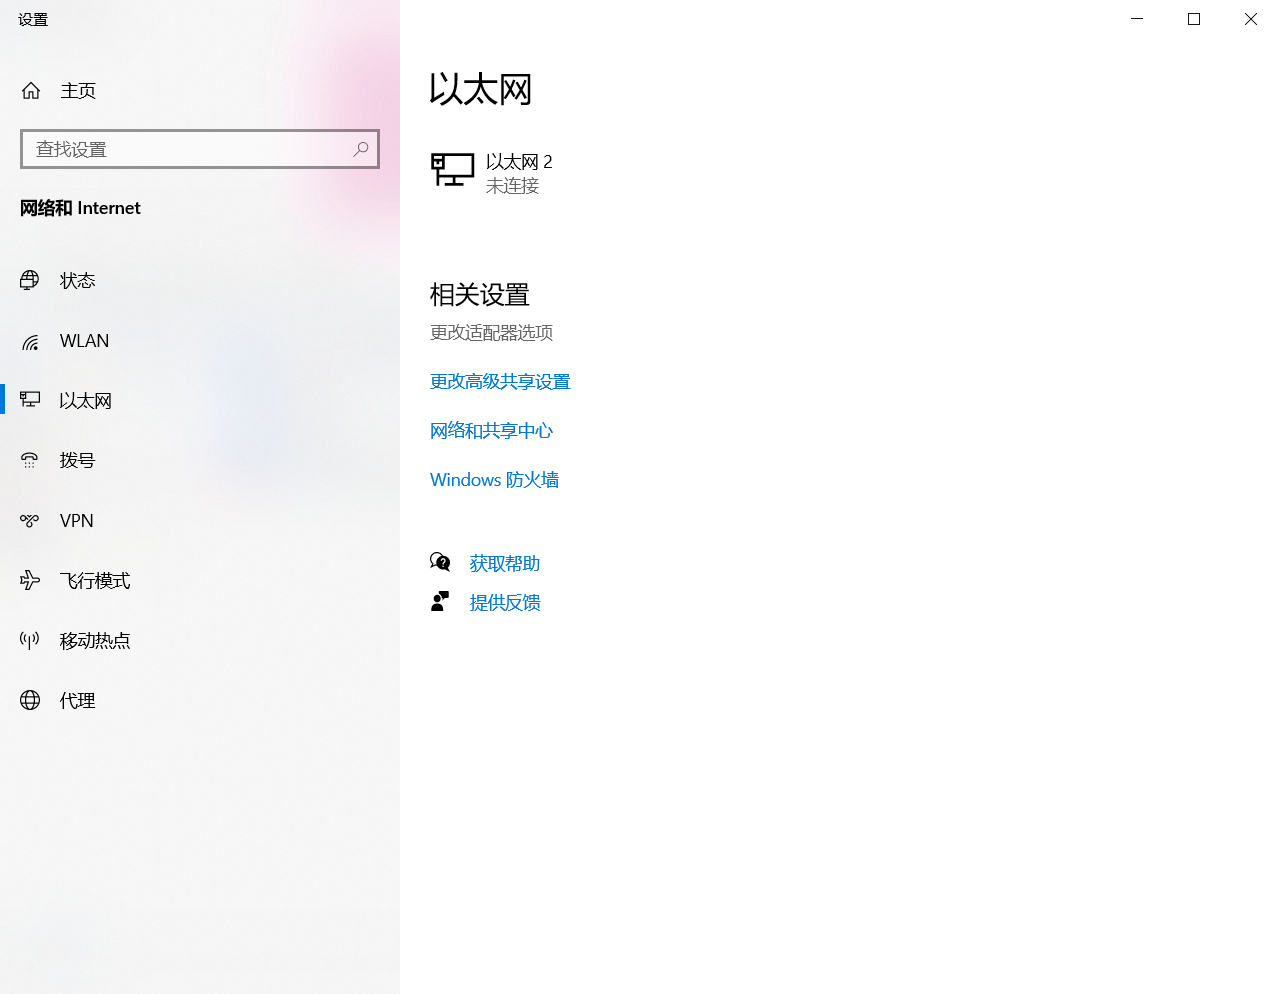 设置
主页
查找设置
网络和 Internet
状态
WLAN
以太网
拨号
VPN
飞行模式
移动热点
代理
以太网
以太网 2
未连接
相关设置
更改适配器选项
更改高级共享设置
网络和共享中心
Windows 防火墙
获取帮助
提供反馈